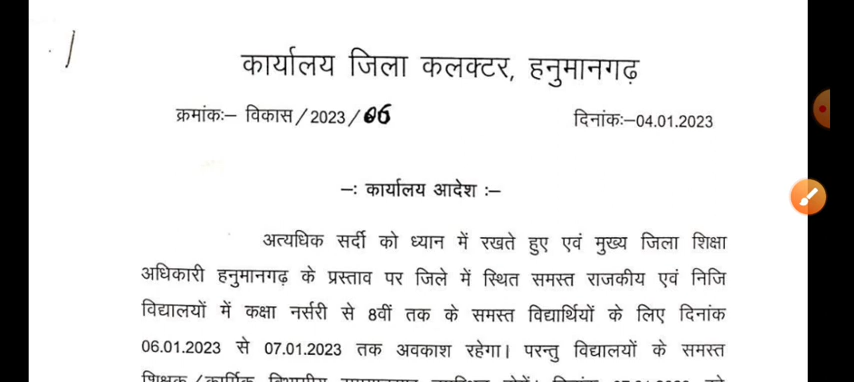 कार्यालय जिला कलक्टर, हनुमानगढ़
क्रमांकः– विकास/2023/06 दिनांकः–04.01.2023
–: कार्यालय आदेश :–
अत्यधिक सर्दी को ध्यान में रखते हुए एवं मुख्य जिला शिक्षा
अधिकारी हनुमानगढ़ के प्रस्ताव पर जिले में स्थित समस्त राजकीय एवं निजि
विद्यालयों में कक्षा नर्सरी से 8वीं तक के समस्त विद्यार्थियों के लिए दिनांक
06.01.2023 से 07.01.2023 तक अवकाश रहेगा। परन्तु विद्यालयों के समस्त